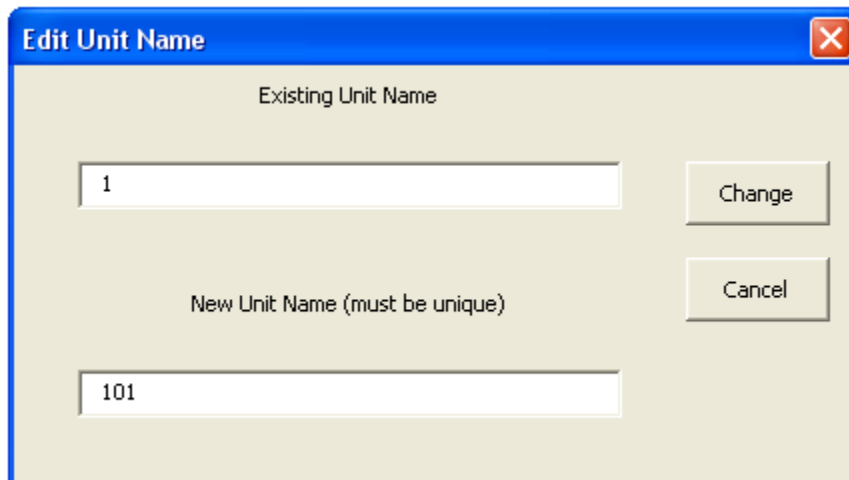 Edit Unit Name
Existing Unit Name
1
Change
Cancel
New Unit Name (must be unique)
101